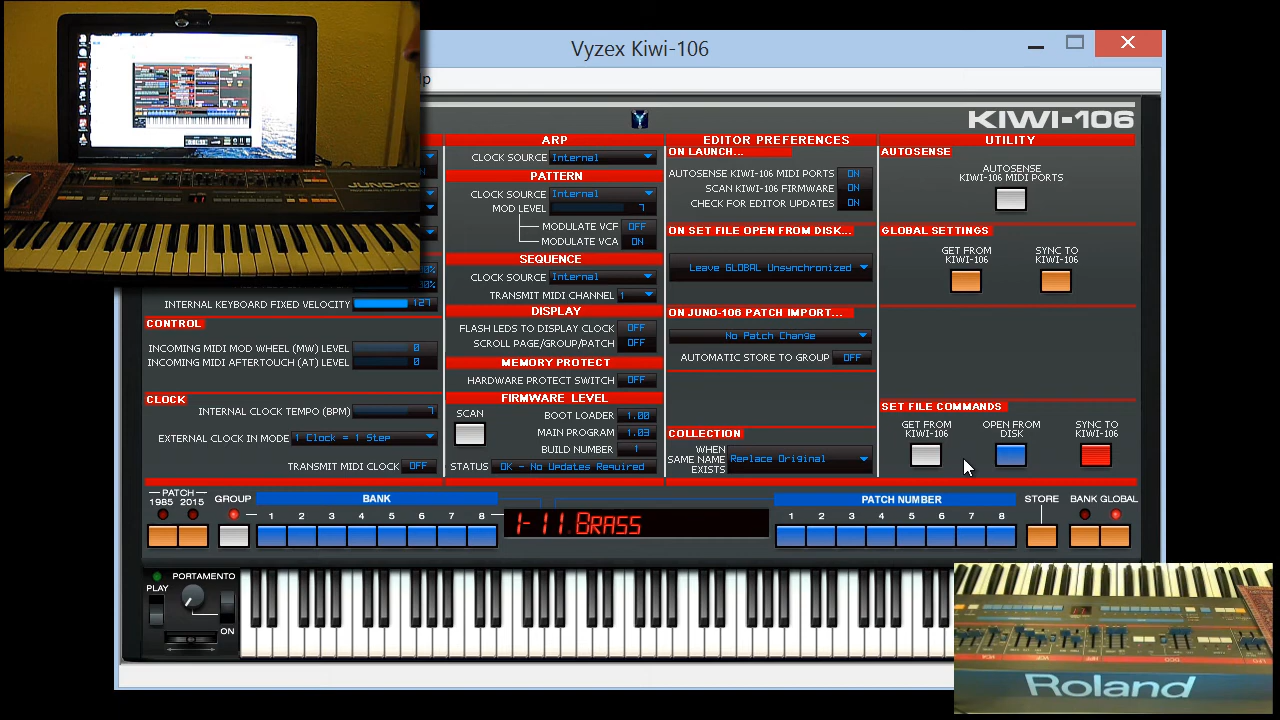 Vyzex Kiwi-106
KIWI-106
ARP
CLOCK SOURCE Internal
PATTERN
CLOCK SOURCE Internal
MOD LEVEL 7
MODULATE VCF OFF
MODULATE VCA ON
SEQUENCE
CLOCK SOURCE Internal
TRANSMIT MIDI CHANNEL 1
DISPLAY
FLASH LEDS TO DISPLAY CLOCK OFF
SCROLL PAGE/GROUP/PATCH OFF
MEMORY PROTECT
HARDWARE PROTECT SWITCH OFF
FIRMWARE LEVEL
SCAN
BOOT LOADER 1.00
MAIN PROGRAM 1.03
BUILD NUMBER 1
STATUS OK - No Updates Required
EDITOR PREFERENCES
ON LAUNCH...
AUTOSENSE KIWI-106 MIDI PORTS ON
SCAN KIWI-106 FIRMWARE ON
CHECK FOR EDITOR UPDATES ON
ON SET FILE OPEN FROM DISK...
Leave GLOBAL Unsynchronized
ON JUNO-106 PATCH IMPORT...
No Patch Change
AUTOMATIC STORE TO GROUP OFF
COLLECTION
WHEN
SAME NAME
EXISTS
Replace Original
UTILITY
AUTOSENSE
AUTOSENSE
KIWI-106 MIDI PORTS
GLOBAL SETTINGS
GET FROM
KIWI-106
SYNC TO
KIWI-106
SET FILE COMMANDS
GET FROM
KIWI-106
OPEN FROM
DISK
SYNC TO
KIWI-106
INTERNAL KEYBOARD FIXED VELOCITY 127
CONTROL
INCOMING MIDI MOD WHEEL (MW) LEVEL 0
INCOMING MIDI AFTERTOUCH (AT) LEVEL 0
CLOCK
INTERNAL CLOCK TEMPO (BPM) 7
EXTERNAL CLOCK IN MODE 1 Clock = 1 Step
TRANSMIT MIDI CLOCK OFF
PATCH
1985 2015
GROUP
BANK
1 2 3 4 5 6 7 8
1-11 BRASS
PATCH NUMBER
1 2 3 4 5 6 7 8
STORE
BANK GLOBAL
PORTAMENTO
PLAY
ON
Roland